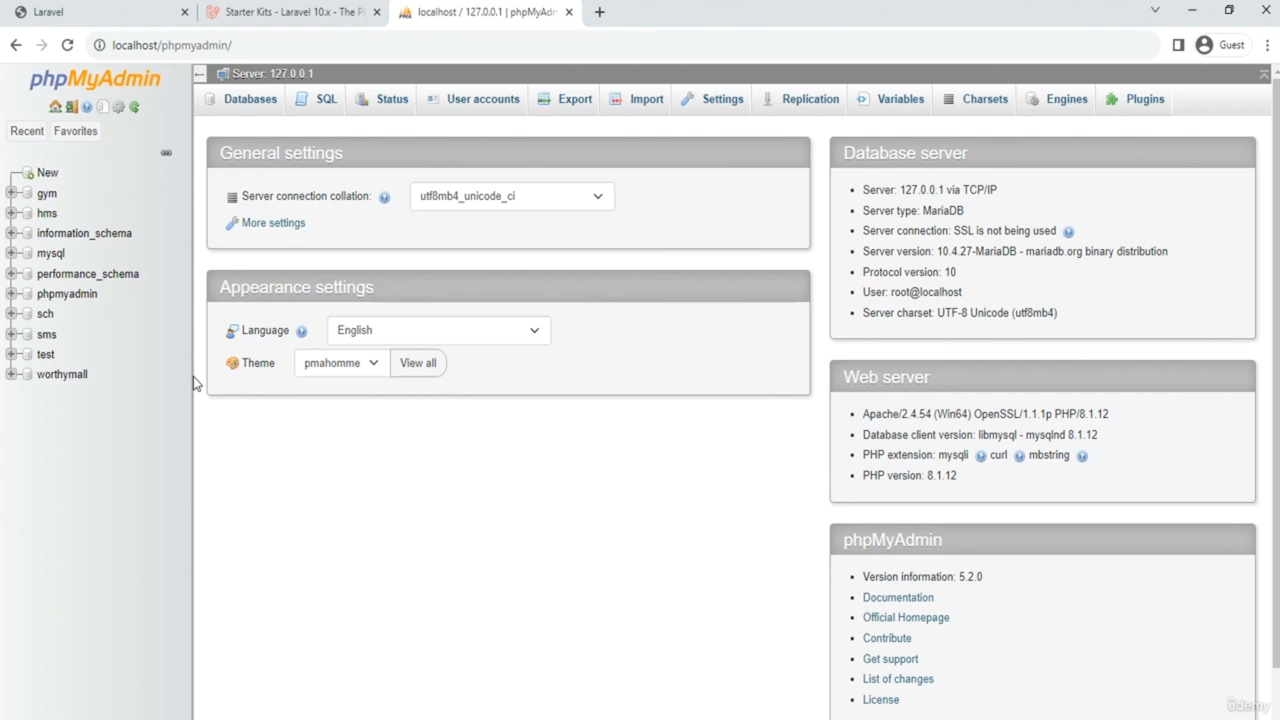 Laravel
Starter Kits - Laravel 10.x - The P
localhost / 127.0.0.1 | phpMyAdm
localhost/phpmyadmin/
Guest
phpMyAdmin
Recent
Favorites
New
gym
hms
information_schema
mysql
performance_schema
phpmyadmin
sch
sms
test
worthymall
Server: 127.0.0.1
Databases
SQL
Status
User accounts
Export
Import
Settings
Replication
Variables
Charsets
Engines
Plugins
General settings
Server connection collation:
utf8mb4_unicode_ci
More settings
Appearance settings
Language
English
Theme
pmahomme
View all
Database server
Server: 127.0.0.1 via TCP/IP
Server type: MariaDB
Server connection: SSL is not being used
Server version: 10.4.27-MariaDB - mariadb.org binary distribution
Protocol version: 10
User: root@localhost
Server charset: UTF-8 Unicode (utf8mb4)
Web server
Apache/2.4.54 (Win64) OpenSSL/1.1.1p PHP/8.1.12
Database client version: libmysql - mysqlnd 8.1.12
PHP extension: mysqli curl mbstring
PHP version: 8.1.12
phpMyAdmin
Version information: 5.2.0
Documentation
Official Homepage
Contribute
Get support
List of changes
License
ûdemy